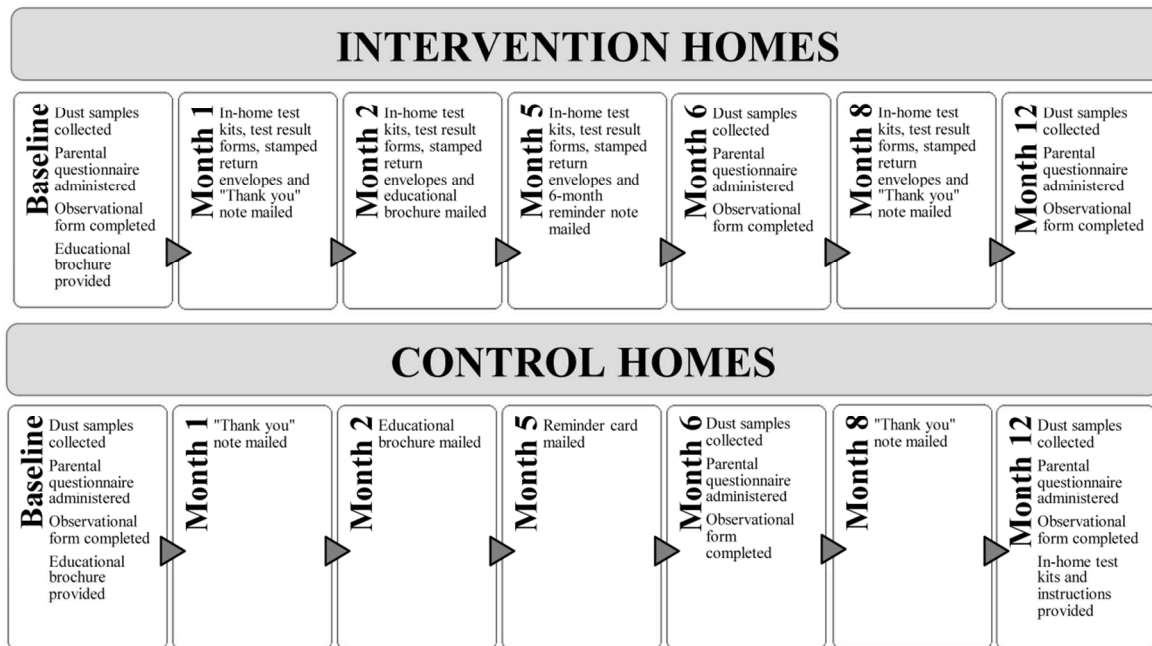 INTERVENTION HOMES
Baseline
Dust samples
collected
Parental
questionnaire
administered
Observational
form completed
Educational
brochure
provided
Month 1
In-home test
kits, test result
forms, stamped
return
envelopes and
"Thank you"
note mailed
Month 2
In-home test
kits, test result
forms, stamped
return
envelopes and
educational
brochure mailed
Month 5
In-home test
kits, test result
forms, stamped
return
envelopes and
6-month
reminder note
mailed
Month 6
Dust samples
collected
Parental
questionnaire
administered
Observational
form completed
Month 8
In-home test
kits, test result
forms, stamped
return
envelopes and
"Thank you"
note mailed
Month 12
Dust samples
collected
Parental
questionnaire
administered
Observational
form completed
CONTROL HOMES
Baseline
Dust samples
collected
Parental
questionnaire
administered
Observational
form completed
Educational
brochure
provided
Month 1
"Thank you"
note mailed
Month 2
Educational
brochure mailed
Month 5
Reminder card
mailed
Month 6
Dust samples
collected
Parental
questionnaire
administered
Observational
form
completed
Month 8
"Thank you"
note mailed
Month 12
Dust samples
collected
Parental
questionnaire
administered
Observational
form completed
In-home test
kits and
instructions
provided